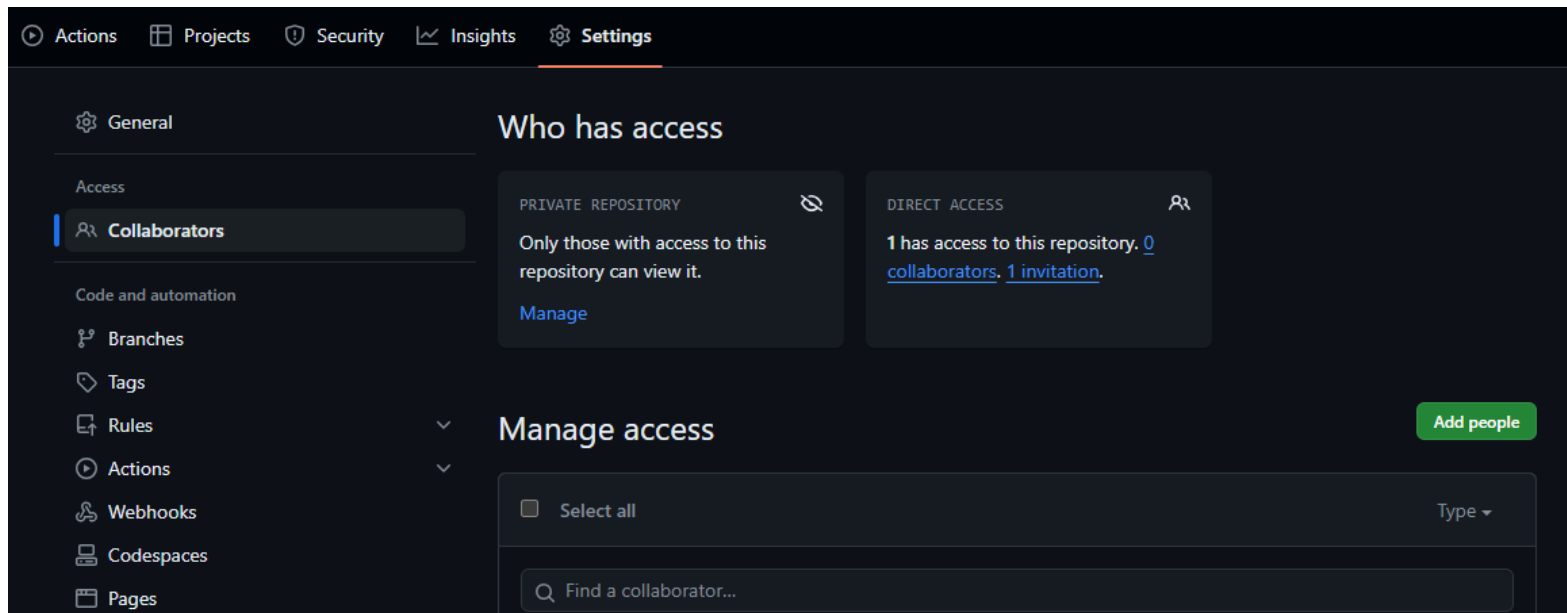 Actions Projects Security Insights Settings
General
Access
Collaborators
Code and automation
Branches
Tags
Rules
Actions
Webhooks
Codespaces
Pages
Who has access
PRIVATE REPOSITORY
Only those with access to this
repository can view it.
Manage
DIRECT ACCESS
1 has access to this repository. 0
collaborators. 1 invitation.
Manage access
Add people
Select all
Type
Find a collaborator...